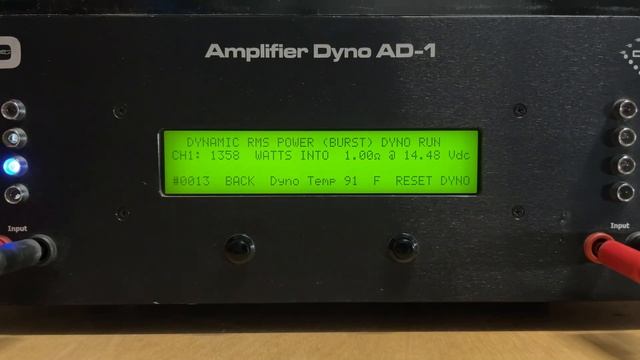 Amplifier Dyno AD-1
DYNAMIC RMS POWER (BURST) DYNO RUN
CH1: 1358 WATTS INTO 1.00Ω @ 14.48 Vdc
#0013 BACK Dyno Temp 91 F RESET DYNO
Input
Input